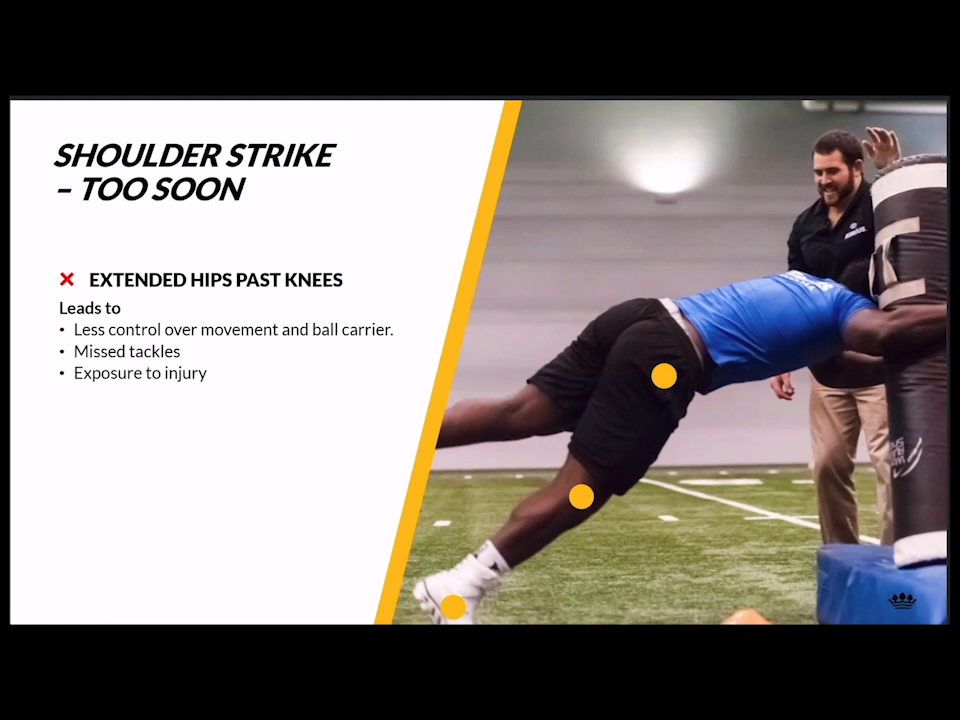 SHOULDER STRIKE
– TOO SOON
EXTENDED HIPS PAST KNEES
Leads to
• Less control over movement and ball carrier.
• Missed tackles
• Exposure to injury